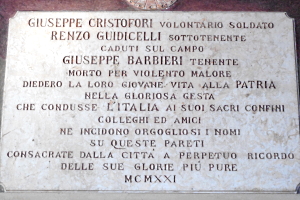 GIUSEPPE CRISTOFORI VOLONTARIO SOLDATO
RENZO GUIDICELLI SOTTOTENENTE
CADUTI SUL CAMPO
GIUSEPPE BARBIERI TENENTE
MORTO PER VIOLENTO MALORE
DIEDERO LA LORO GIOVANE VITA ALLA PATRIA
NELLA GLORIOSA GESTA
CHE CONDUSSE L'ITALIA AI SUOI SACRI CONFINI
COLLEGHI ED AMICI
NE INCIDONO ORGOGLIOSI I NOMI
SU QUESTE PARETI
CONSACRATE DALLA CITTÀ A PERPETUO RICORDO
DELLE SUE GLORIE PIÚ PURE
MCMXXI